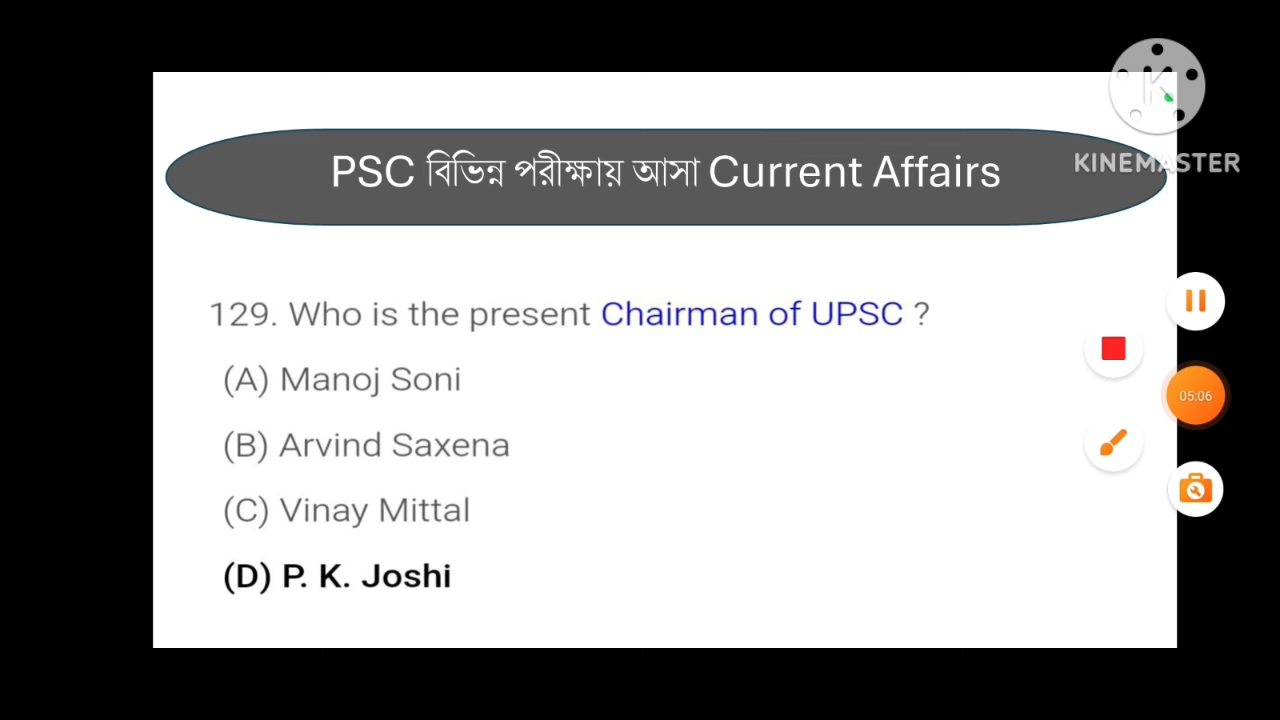 PSC বিভিন্ন পরীক্ষায় আসা Current Affairs
KINEMASTER
129. Who is the present Chairman of UPSC ?
(A) Manoj Soni
(B) Arvind Saxena
(C) Vinay Mittal
(D) P. K. Joshi
05:06